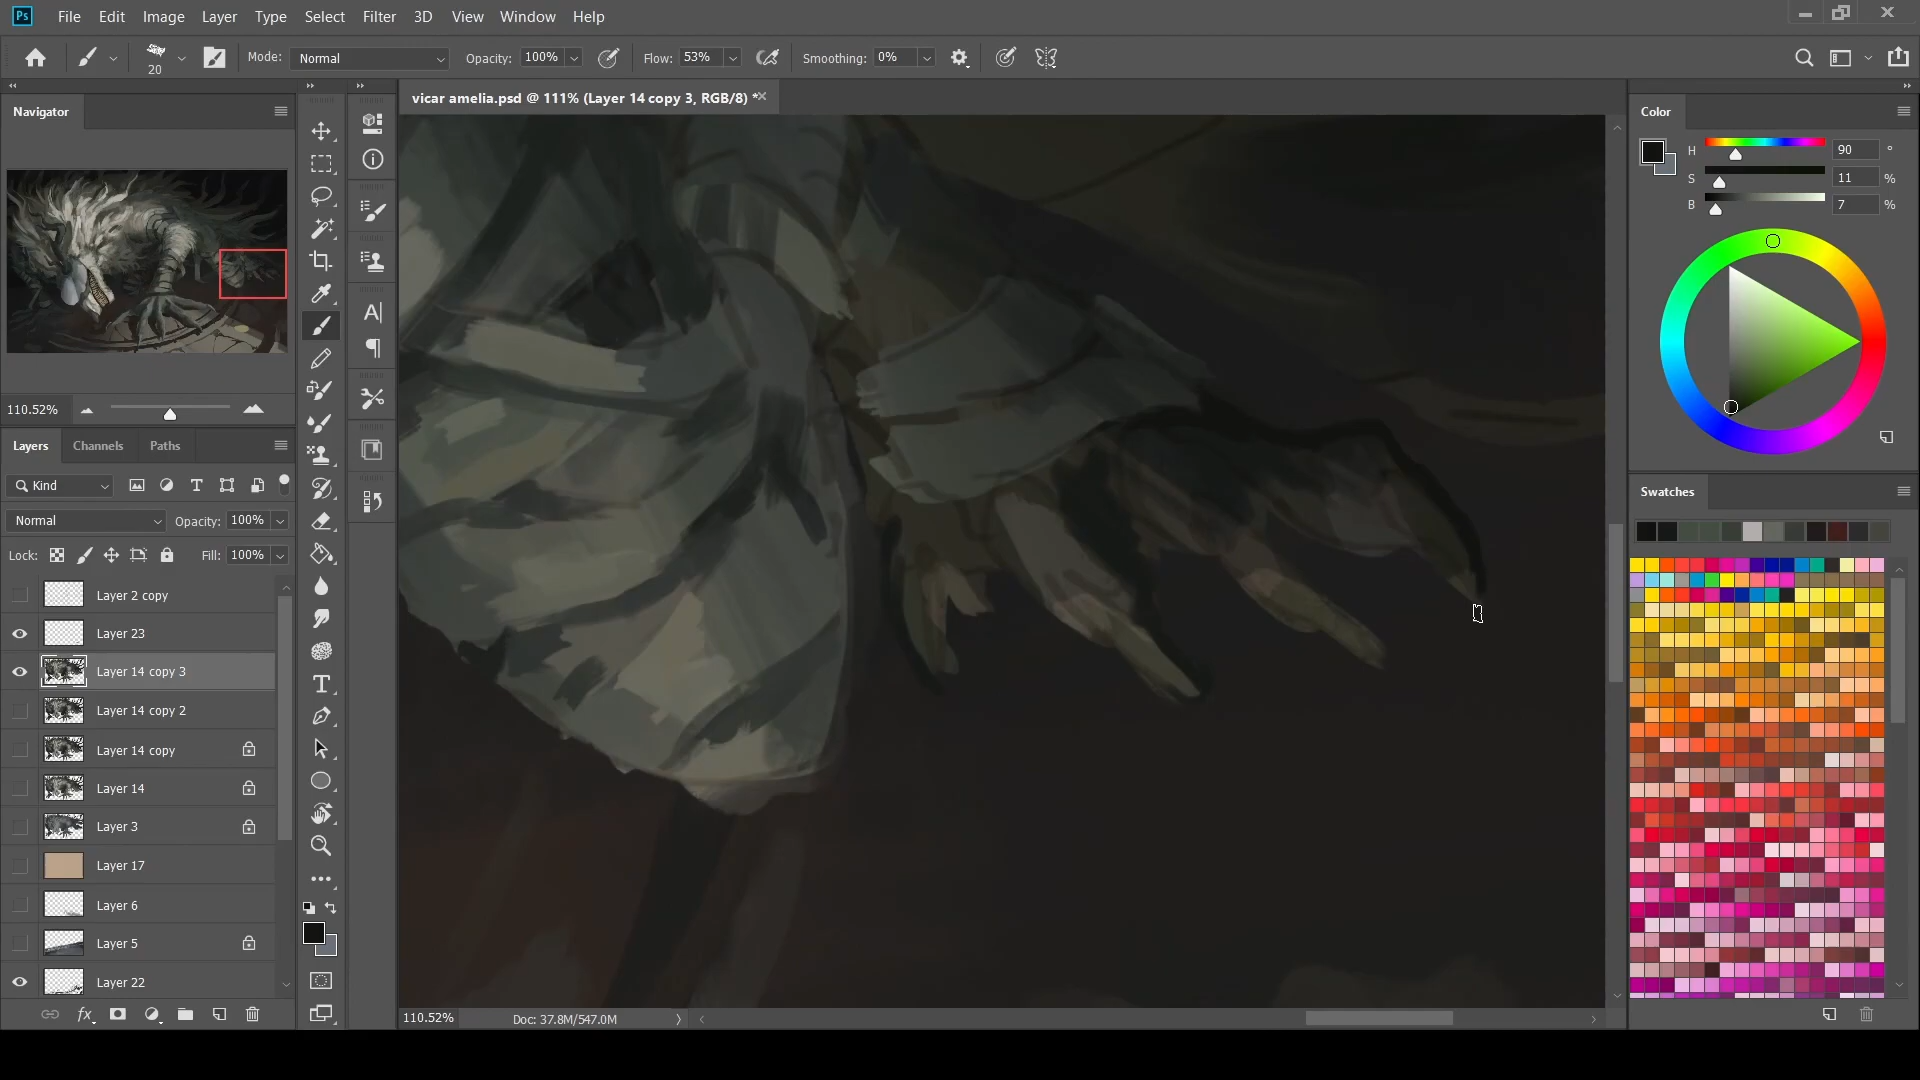 Ps File Edit Image Layer Type Select Filter 3D View Window Help
20 Mode: Normal Opacity: 100% Flow: 53% Smoothing: 0%
Navigator
vicar amelia.psd @ 111% (Layer 14 copy 3, RGB/8) *
Color
H 90 °
S 11 %
B 7 %
110.52%
Layers Channels Paths
Kind
Normal Opacity: 100%
Lock: Fill: 100%
Layer 2 copy
Layer 23
Layer 14 copy 3
Layer 14 copy 2
Layer 14 copy
Layer 14
Layer 3
Layer 17
Layer 6
Layer 5
Layer 22
fx
Swatches
110.52% Doc: 37.8M/547.0M